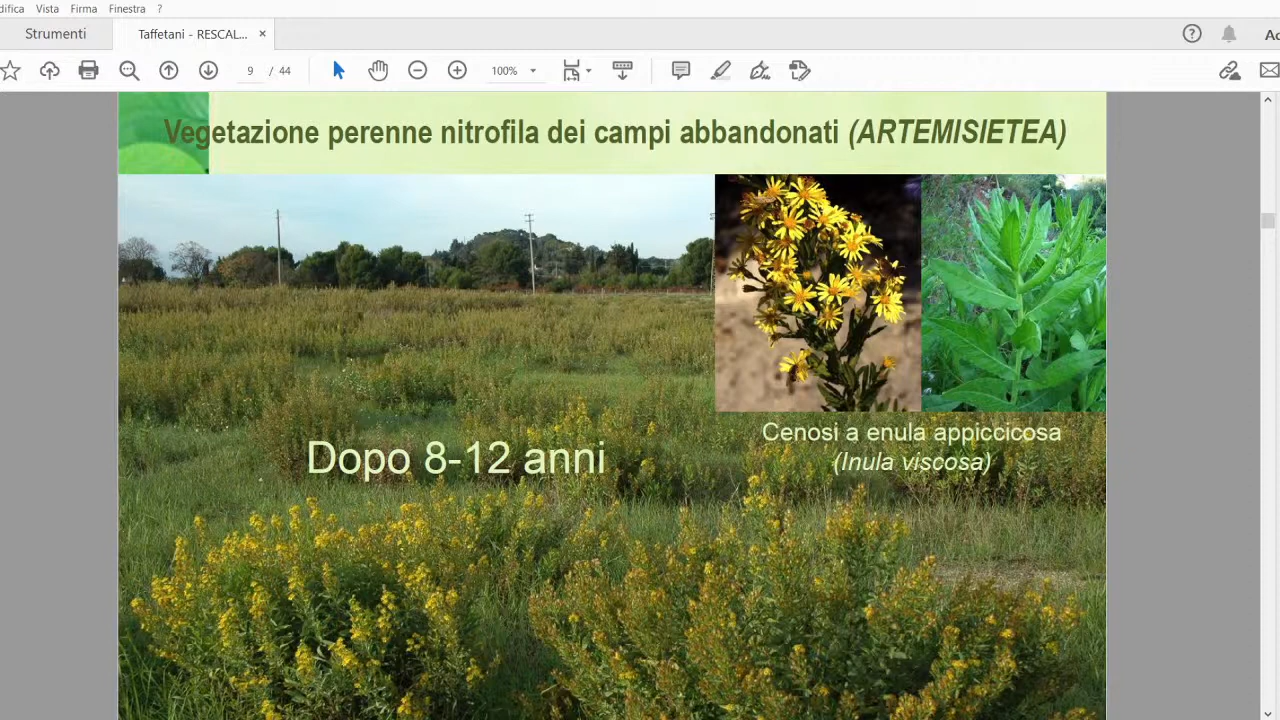 difica Vista Firma Finestra ?
Strumenti Taffetani - RESCAL... ×
9 / 44 100%
Vegetazione perenne nitrofila dei campi abbandonati (ARTEMISIETEA)
Dopo 8-12 anni
Cenosi a enula appiccicosa
(Inula viscosa)